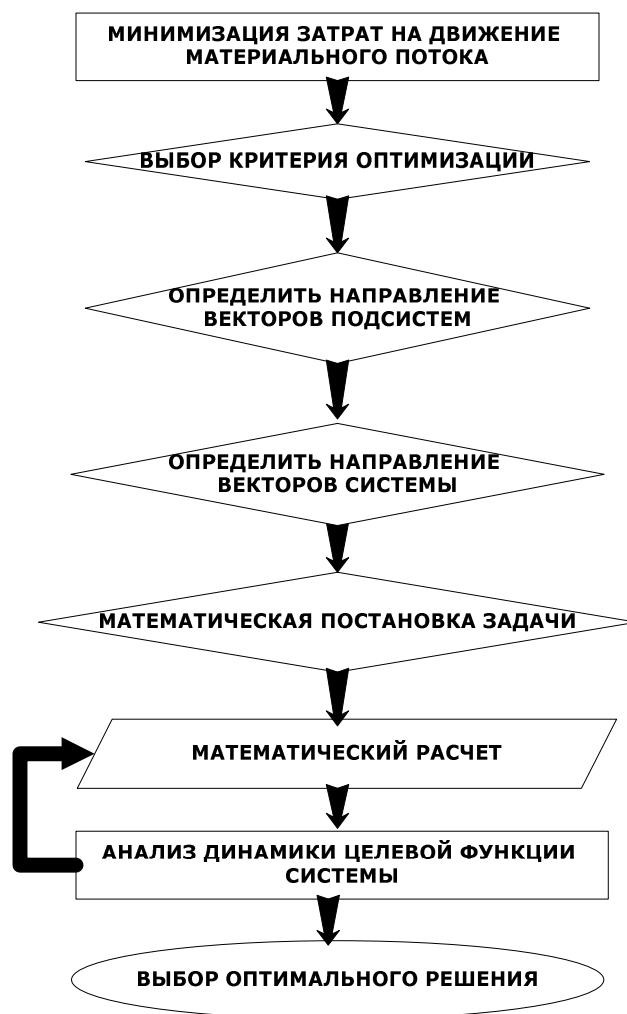 МИНИМИЗАЦИЯ ЗАТРАТ НА ДВИЖЕНИЕ
МАТЕРИАЛЬНОГО ПОТОКА
ВЫБОР КРИТЕРИЯ ОПТИМИЗАЦИИ
ОПРЕДЕЛИТЬ НАПРАВЛЕНИЕ
ВЕКТОРОВ ПОДСИСТЕМ
ОПРЕДЕЛИТЬ НАПРАВЛЕНИЕ
ВЕКТОРОВ СИСТЕМЫ
МАТЕМАТИЧЕСКАЯ ПОСТАНОВКА ЗАДАЧИ
МАТЕМАТИЧЕСКИЙ РАСЧЕТ
АНАЛИЗ ДИНАМИКИ ЦЕЛЕВОЙ ФУНКЦИИ
СИСТЕМЫ
ВЫБОР ОПТИМАЛЬНОГО РЕШЕНИЯ